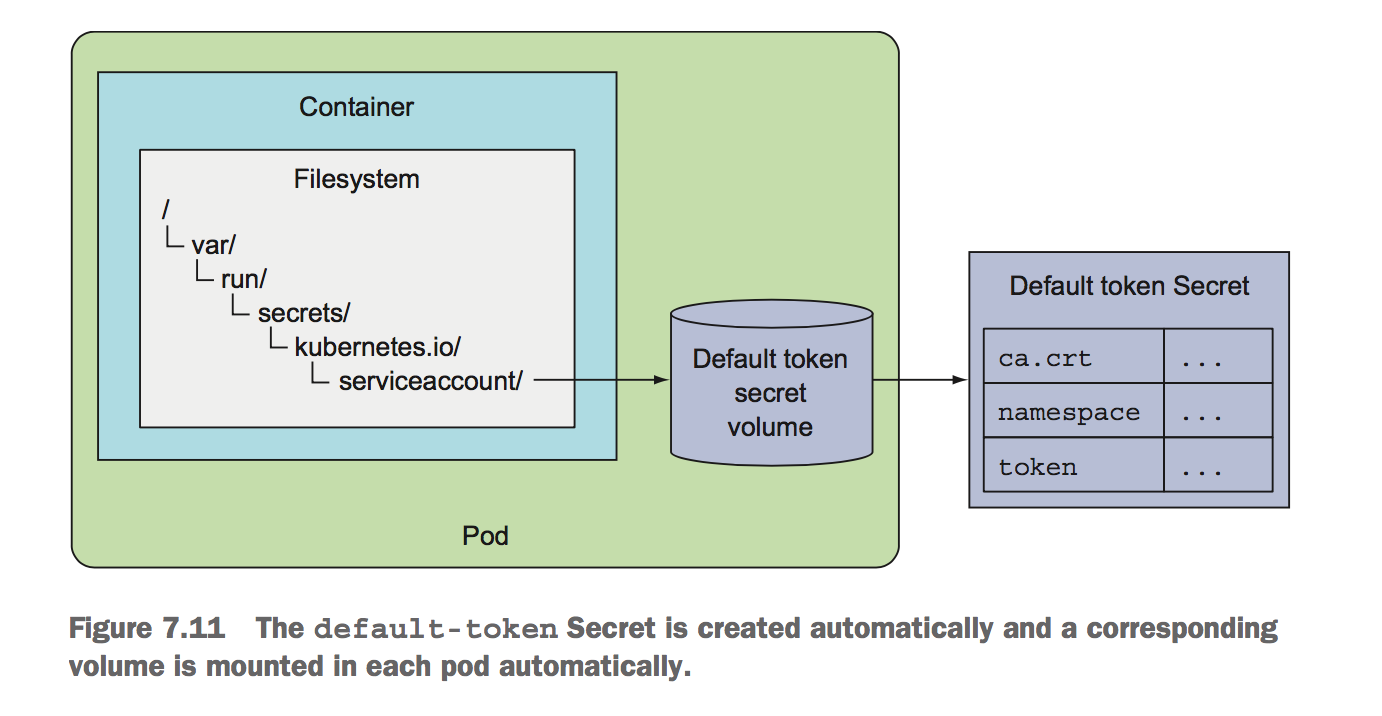 Container
Filesystem
/
var/
run/
secrets/
kubernetes.io/
serviceaccount/
Default token
secret
volume
Pod
Default token Secret
ca.crt ...
namespace ...
token ...
Figure 7.11 The default-token Secret is created automatically and a corresponding
volume is mounted in each pod automatically.